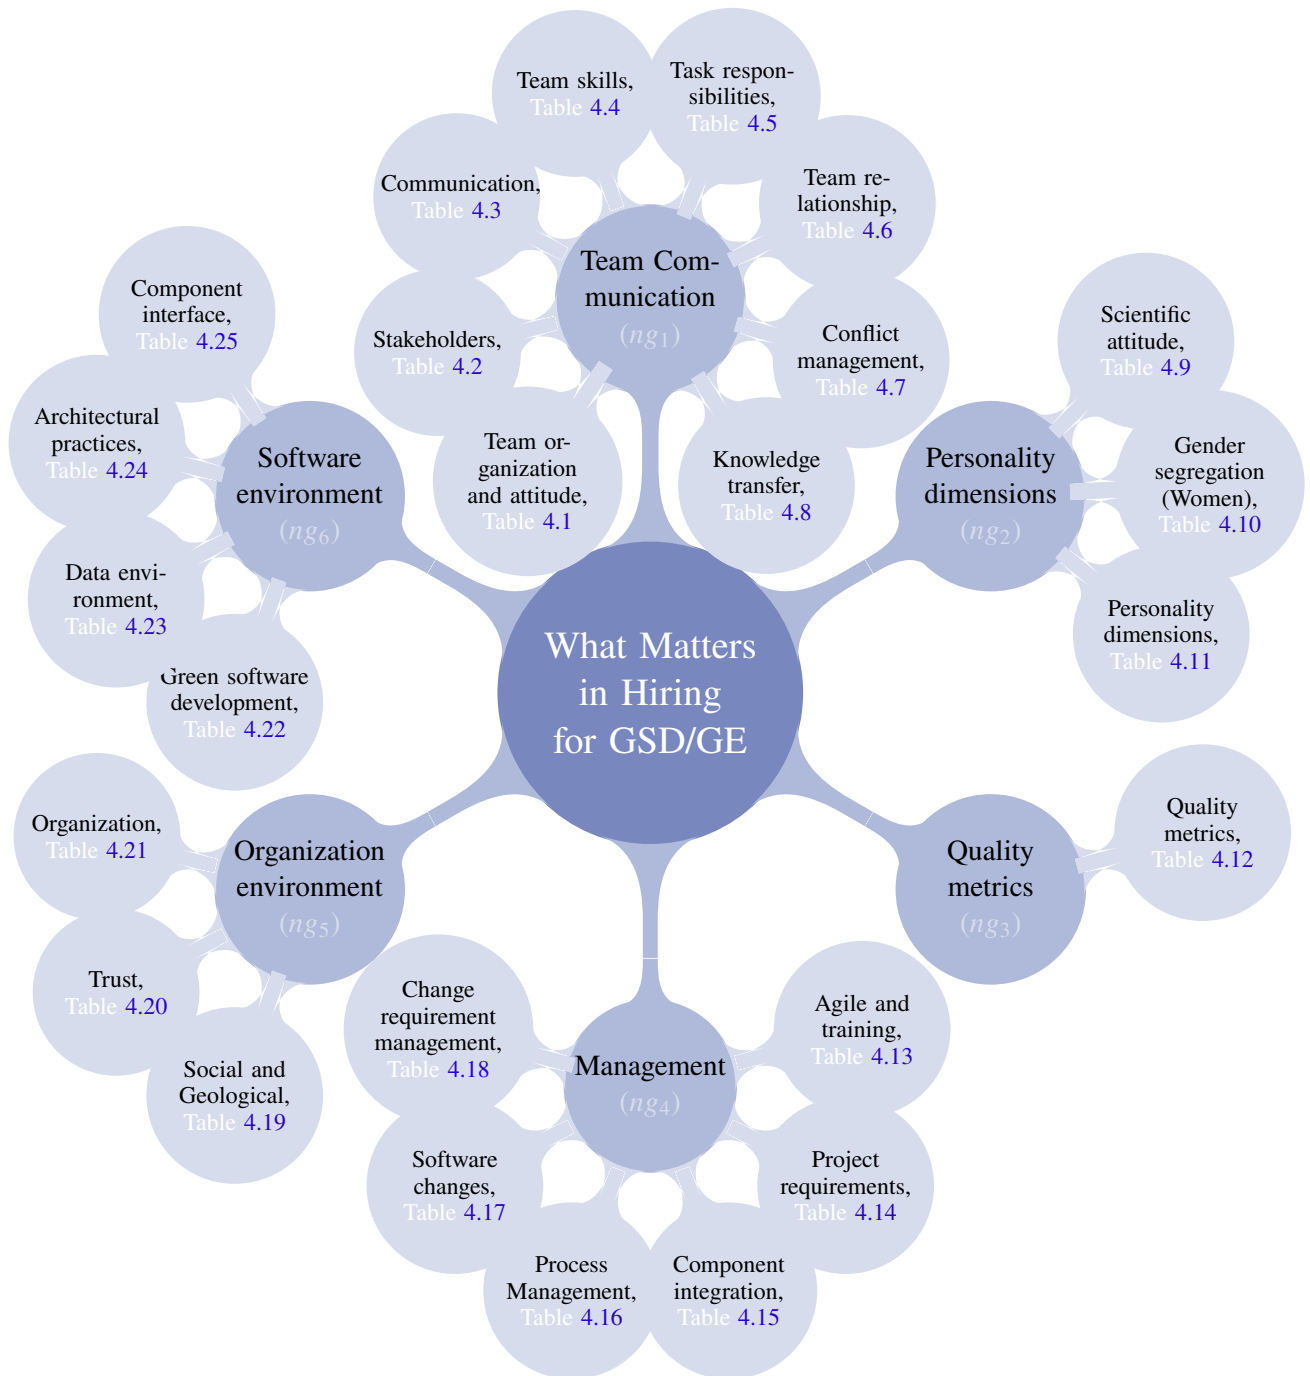 What Matters
in Hiring
for GSD/GE
Team Com-
munication
(ng1)
Team or-
ganization
and attitude,
Table 4.1
Stakeholders,
Table 4.2
Communication,
Table 4.3
Team skills,
Table 4.4
Task respon-
sibilities,
Table 4.5
Team re-
lationship,
Table 4.6
Conflict
management,
Table 4.7
Knowledge
transfer,
Table 4.8
Personality
dimensions
(ng2)
Scientific
attitude,
Table 4.9
Gender
segregation
(Women),
Table 4.10
Personality
dimensions,
Table 4.11
Quality
metrics
(ng3)
Quality
metrics,
Table 4.12
Management
(ng4)
Agile and
training,
Table 4.13
Project
requirements,
Table 4.14
Component
integration,
Table 4.15
Process
Management,
Table 4.16
Software
changes,
Table 4.17
Change
requirement
management,
Table 4.18
Organization
environment
(ng5)
Social and
Geological,
Table 4.19
Trust,
Table 4.20
Organization,
Table 4.21
Software
environment
(ng6)
Green software
development,
Table 4.22
Data envi-
ronment,
Table 4.23
Architectural
practices,
Table 4.24
Component
interface,
Table 4.25